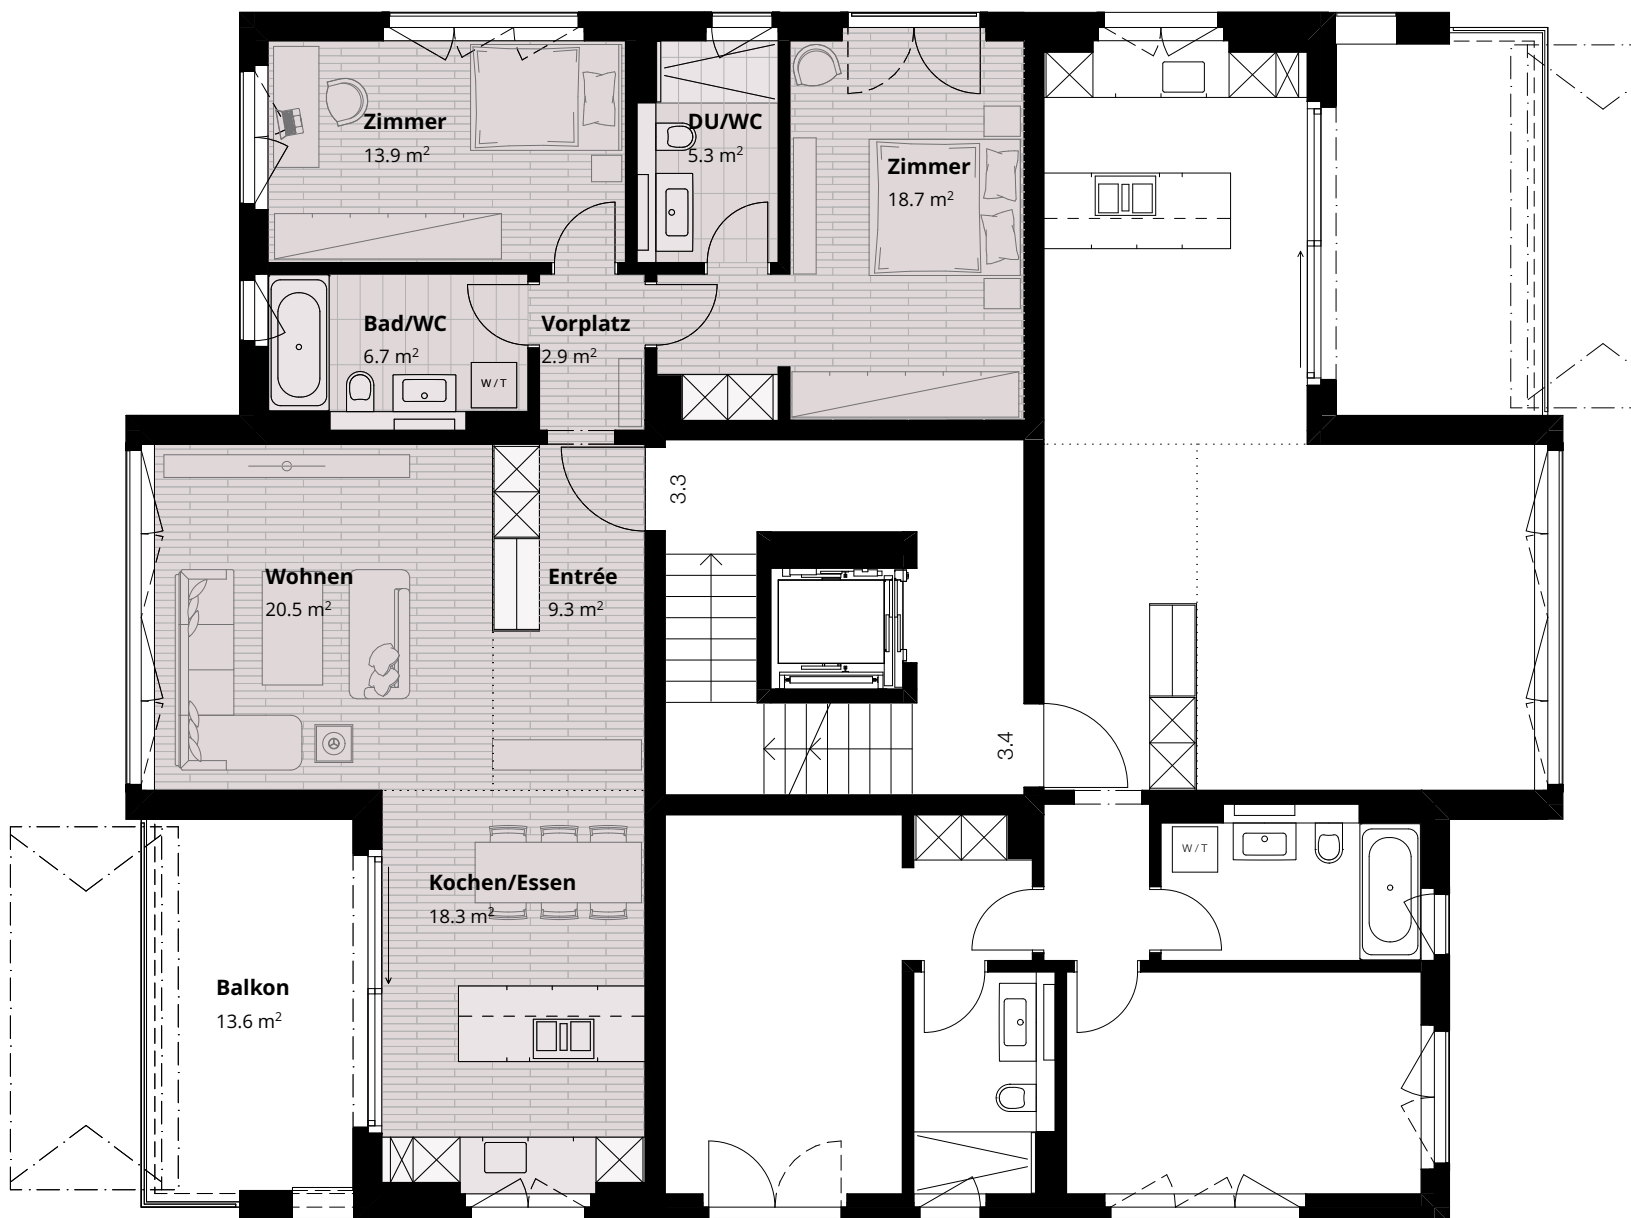 Zimmer
13.9 m²
DU/WC
5.3 m²
Zimmer
18.7 m²
Bad/WC
6.7 m²
W/T
Vorplatz
2.9 m²
3.3
Wohnen
20.5 m²
Entrée
9.3 m²
3.4
W/T
Kochen/Essen
18.3 m²
Balkon
13.6 m²